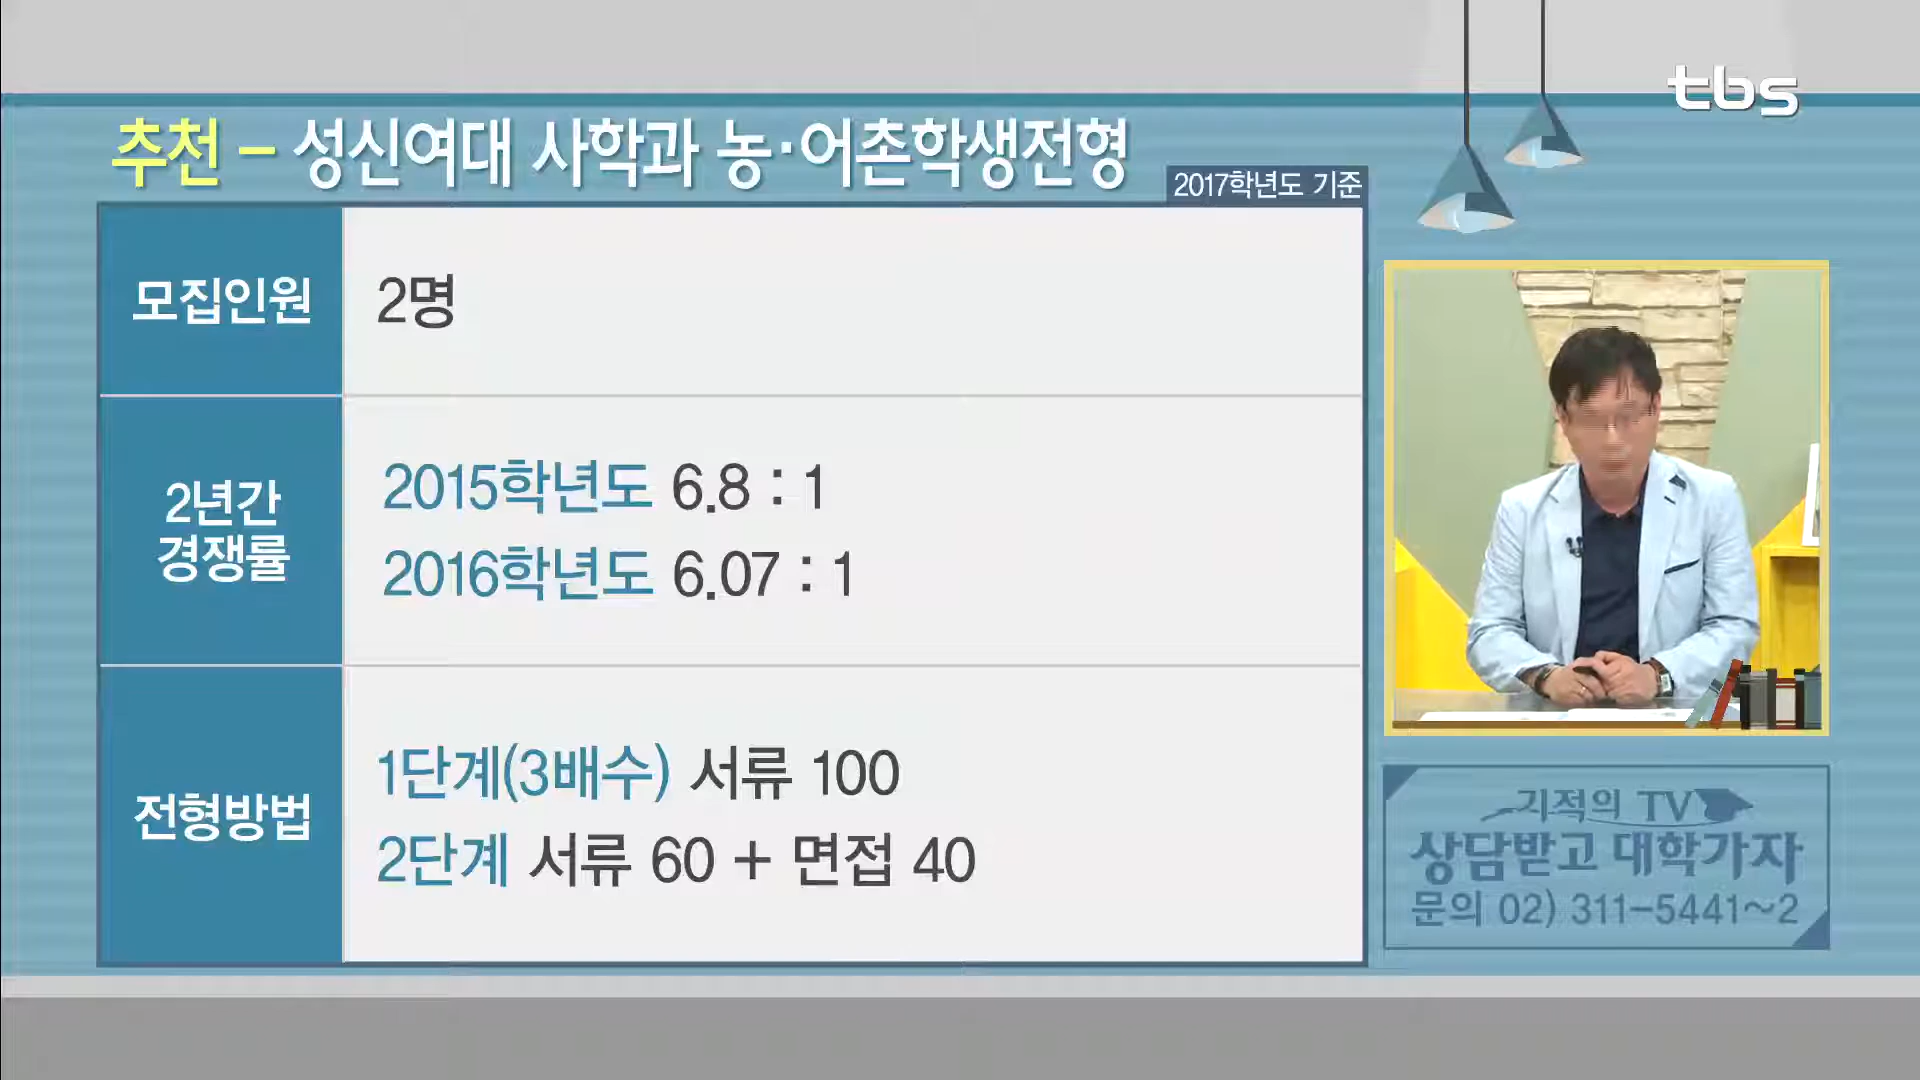 tbs
추천 - 성신여대 사학과 농·어촌학생전형
2017학년도 기준
모집인원
2명
2년간
경쟁률
2015학년도 6.8 : 1
2016학년도 6.07 : 1
전형방법
1단계(3배수) 서류 100
2단계 서류 60 + 면접 40
기적의 TV
상담받고 대학가자
문의 02) 311-5441~2